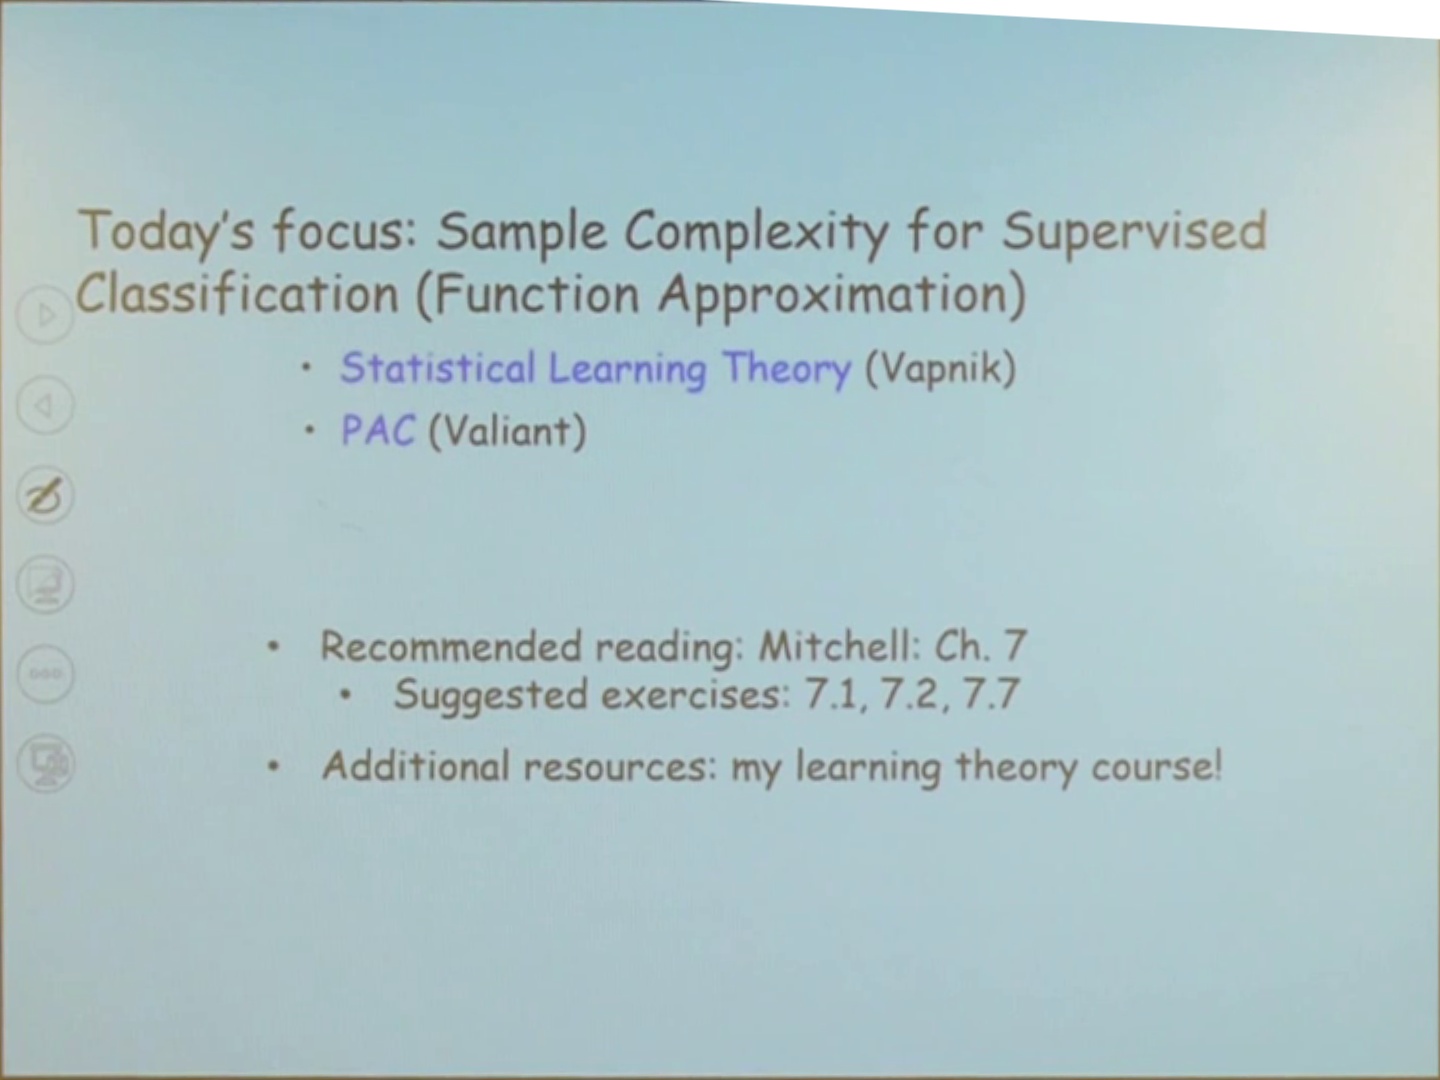 Today's focus: Sample Complexity for Supervised
Classification (Function Approximation)
• Statistical Learning Theory (Vapnik)
• PAC (Valiant)
• Recommended reading: Mitchell: Ch. 7
• Suggested exercises: 7.1, 7.2, 7.7
• Additional resources: my learning theory course!